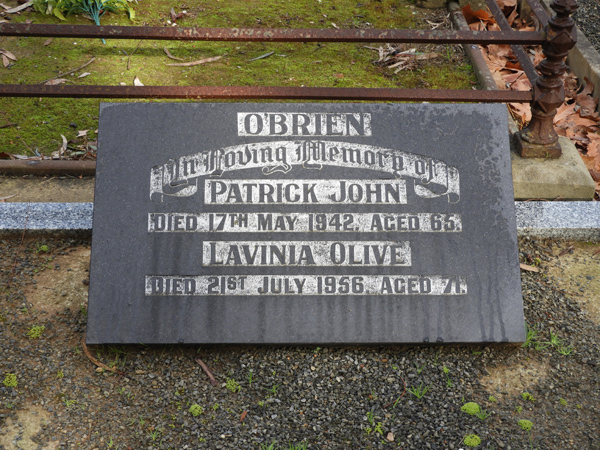 O'BRIEN
In Loving Memory of
PATRICK JOHN
DIED 17TH MAY 1942, AGED 65.
LAVINIA OLIVE
DIED 21ST JULY 1956, AGED 71.